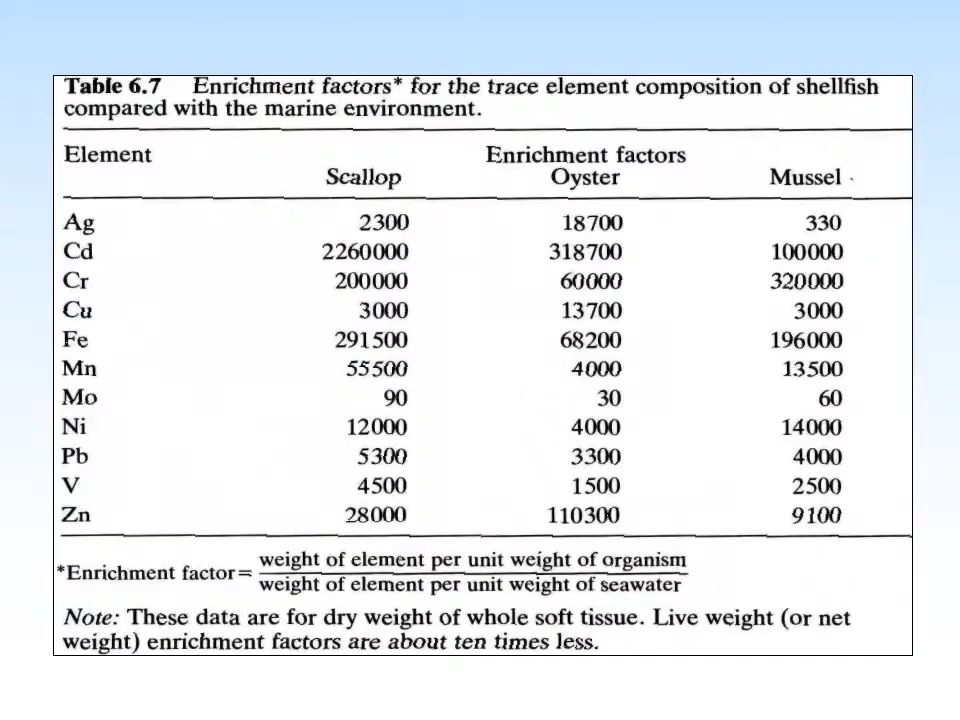 Table 6.7 Enrichment factors* for the trace element composition of shellfish
compared with the marine environment.
Element Enrichment factors
Scallop Oyster Mussel
Ag 2300 18700 330
Cd 2260000 318700 100000
Cr 200000 60000 320000
Cu 3000 13700 3000
Fe 291500 68200 196000
Mn 55500 4000 13500
Mo 90 30 60
Ni 12000 4000 14000
Pb 5300 3300 4000
V 4500 1500 2500
Zn 28000 110300 9100
*Enrichment factor= weight of element per unit weight of organism
weight of element per unit weight of seawater
Note: These data are for dry weight of whole soft tissue. Live weight (or net
weight) enrichment factors are about ten times less.